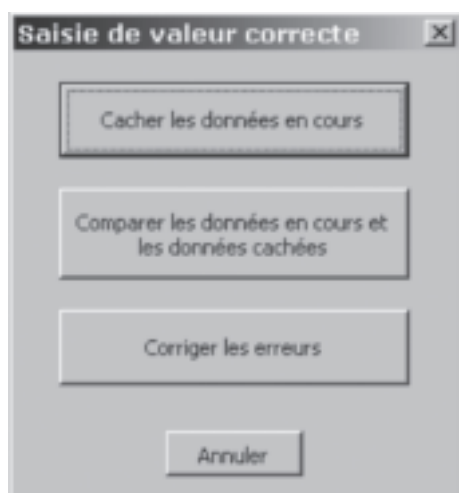 Saisie de valeur correcte
Cacher les données en cours
Comparer les données en cours et
les données cachées
Corriger les erreurs
Annuler